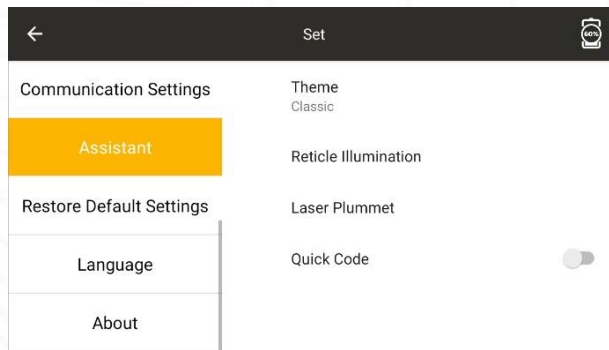 Set
60%
Communication Settings
Assistant
Restore Default Settings
Language
About
Theme
Classic
Reticle Illumination
Laser Plummet
Quick Code